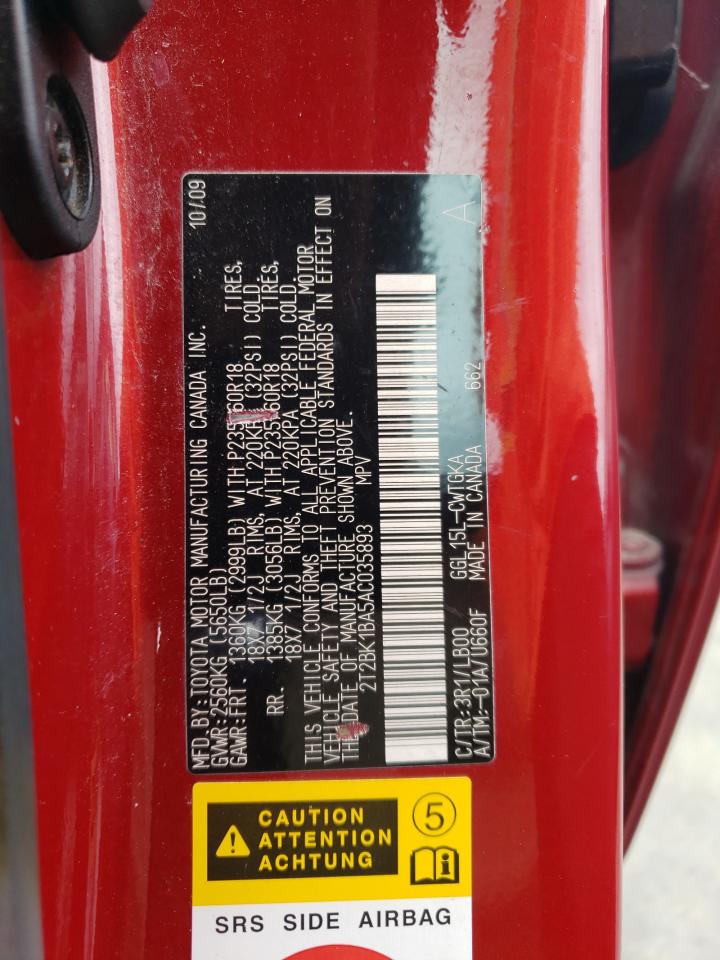 MFD.BY:TOYOTA MOTOR MANUFACTURING CANADA INC. 10/09
GVWR:2560KG(5650LB)
GAWR:FRT. 1360KG (2999LB) WITH P235/60R18 TIRES,
18X7 1/2J RIMS, AT 220KPA (32PSI) COLD.
RR. 1385KG (3056LB) WITH P235/60R18 TIRES,
18X7 1/2J RIMS, AT 220KPA (32PSI) COLD.
THIS VEHICLE CONFORMS TO ALL APPLICABLE FEDERAL MOTOR
VEHICLE SAFETY AND THEFT PREVENTION STANDARDS IN EFFECT ON
THE DATE OF MANUFACTURE SHOWN ABOVE.
2T2BK1BA5AC035893 MPV
C/TR:3R1/LB00 GGL15L-CWTGKA 662 A
A/TM:-01A/U660F MADE IN CANADA
CAUTION
ATTENTION
ACHTUNG
5
SRS SIDE AIRBAG